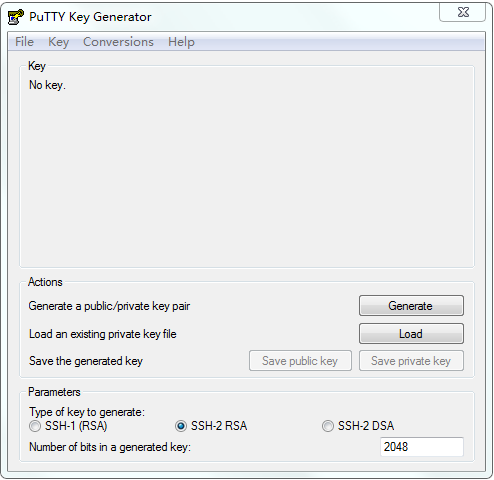 PuTTY Key Generator
File Key Conversions Help
Key
No key.
Actions
Generate a public/private key pair
Generate
Load an existing private key file
Load
Save the generated key
Save public key
Save private key
Parameters
Type of key to generate:
SSH-1 (RSA)
SSH-2 RSA
SSH-2 DSA
Number of bits in a generated key:
2048